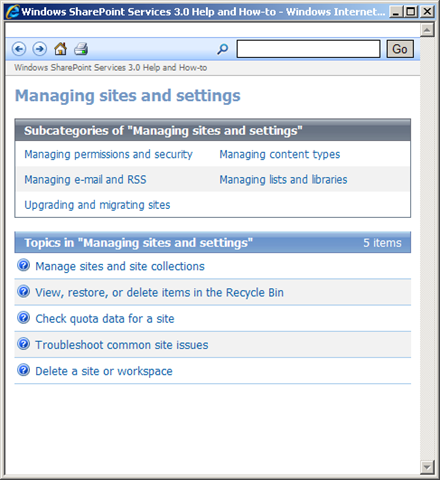 Windows SharePoint Services 3.0 Help and How-to - Windows Internet...
Go
Windows SharePoint Services 3.0 Help and How-to
Managing sites and settings
Subcategories of "Managing sites and settings"
Managing permissions and security Managing content types
Managing e-mail and RSS Managing lists and libraries
Upgrading and migrating sites
Topics in "Managing sites and settings" 5 items
Manage sites and site collections
View, restore, or delete items in the Recycle Bin
Check quota data for a site
Troubleshoot common site issues
Delete a site or workspace